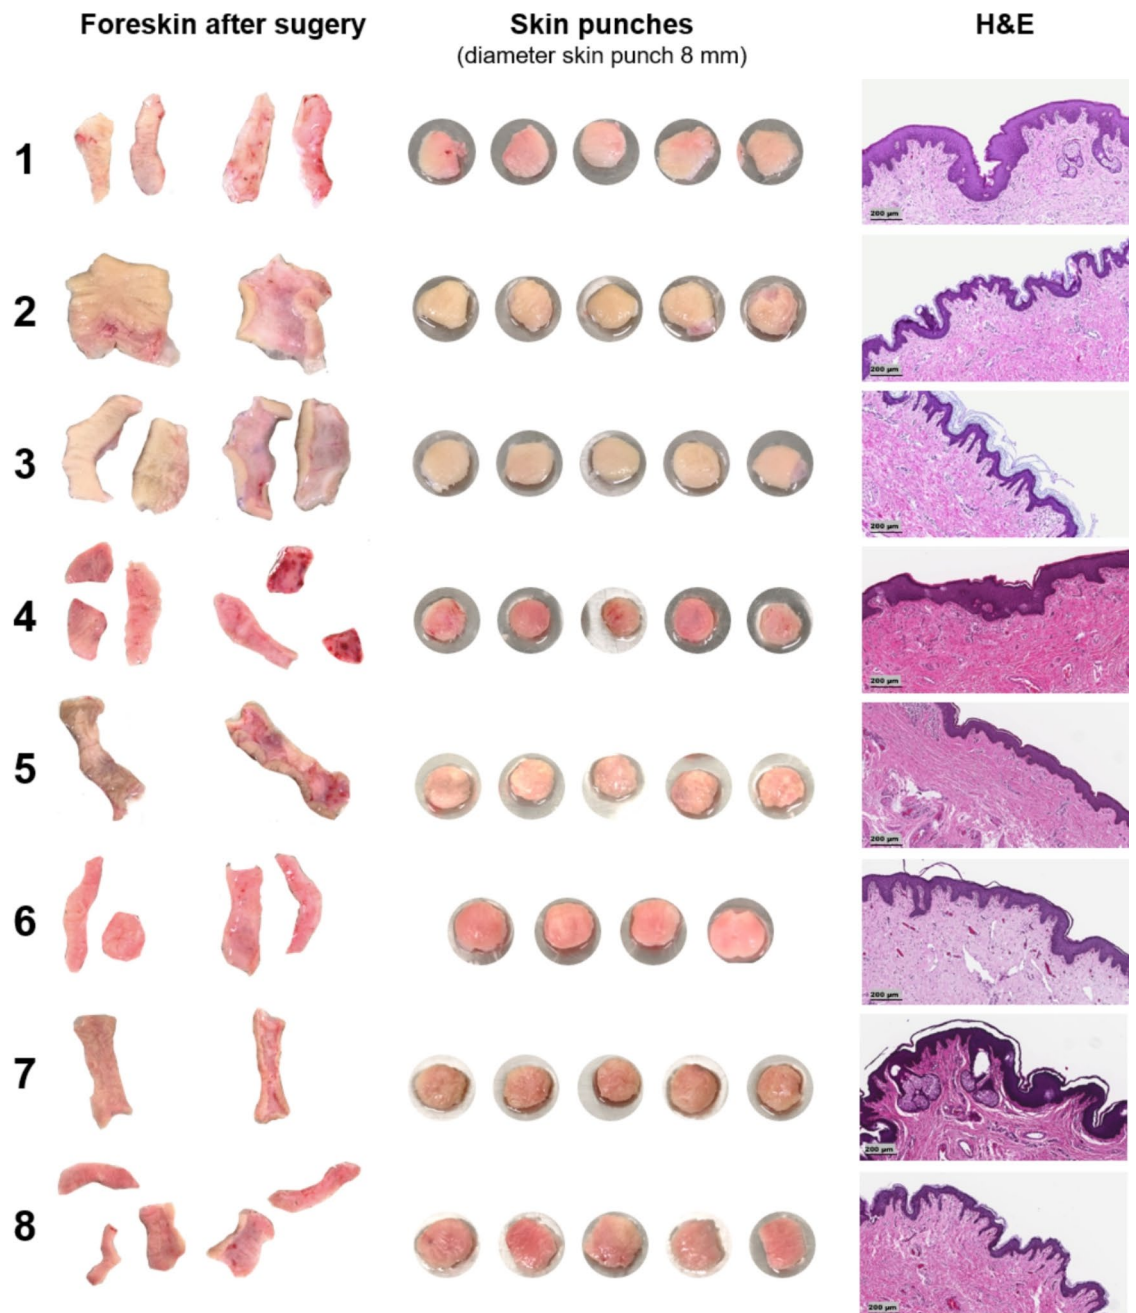 Foreskin after sugery
Skin punches
(diameter skin punch 8 mm)
H&E
1
200 µm
2
200 µm
3
200 µm
4
200 µm
5
200 µm
6
200 µm
7
200 µm
8
200 µm